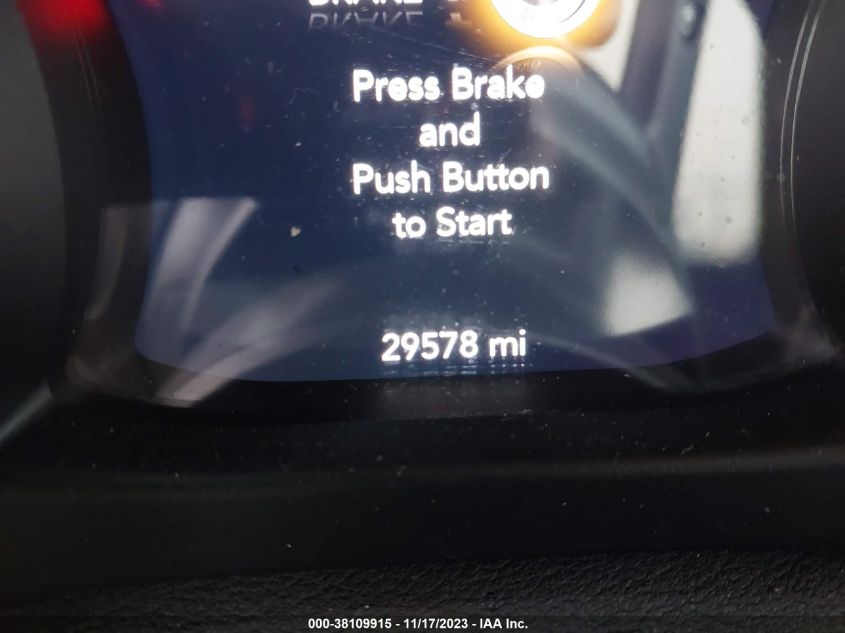 Press Brake
and
Push Button
to Start
29578 mi
000-38109915 - 11/17/2023 - IAA Inc.